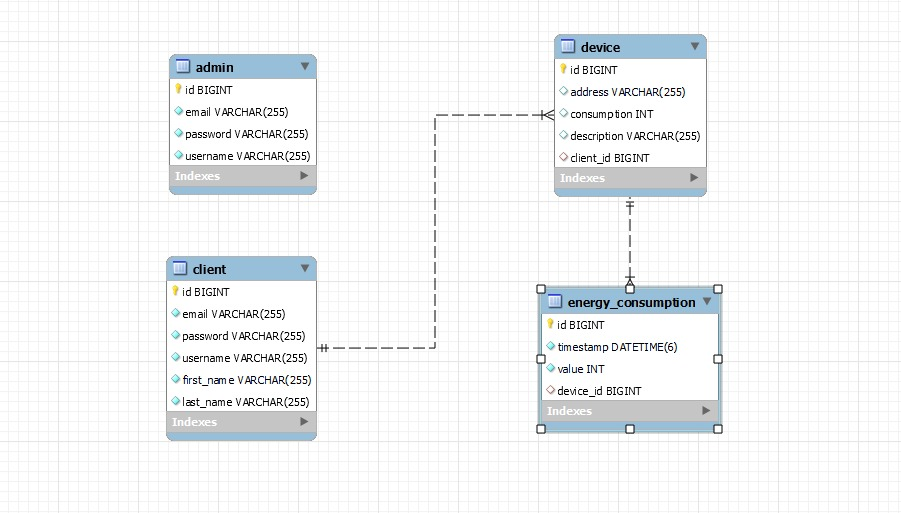 admin
id BIGINT
email VARCHAR(255)
password VARCHAR(255)
username VARCHAR(255)
Indexes
device
id BIGINT
address VARCHAR(255)
consumption INT
description VARCHAR(255)
client_id BIGINT
Indexes
client
id BIGINT
email VARCHAR(255)
password VARCHAR(255)
username VARCHAR(255)
first_name VARCHAR(255)
last_name VARCHAR(255)
Indexes
energy_consumption
id BIGINT
timestamp DATETIME(6)
value INT
device_id BIGINT
Indexes